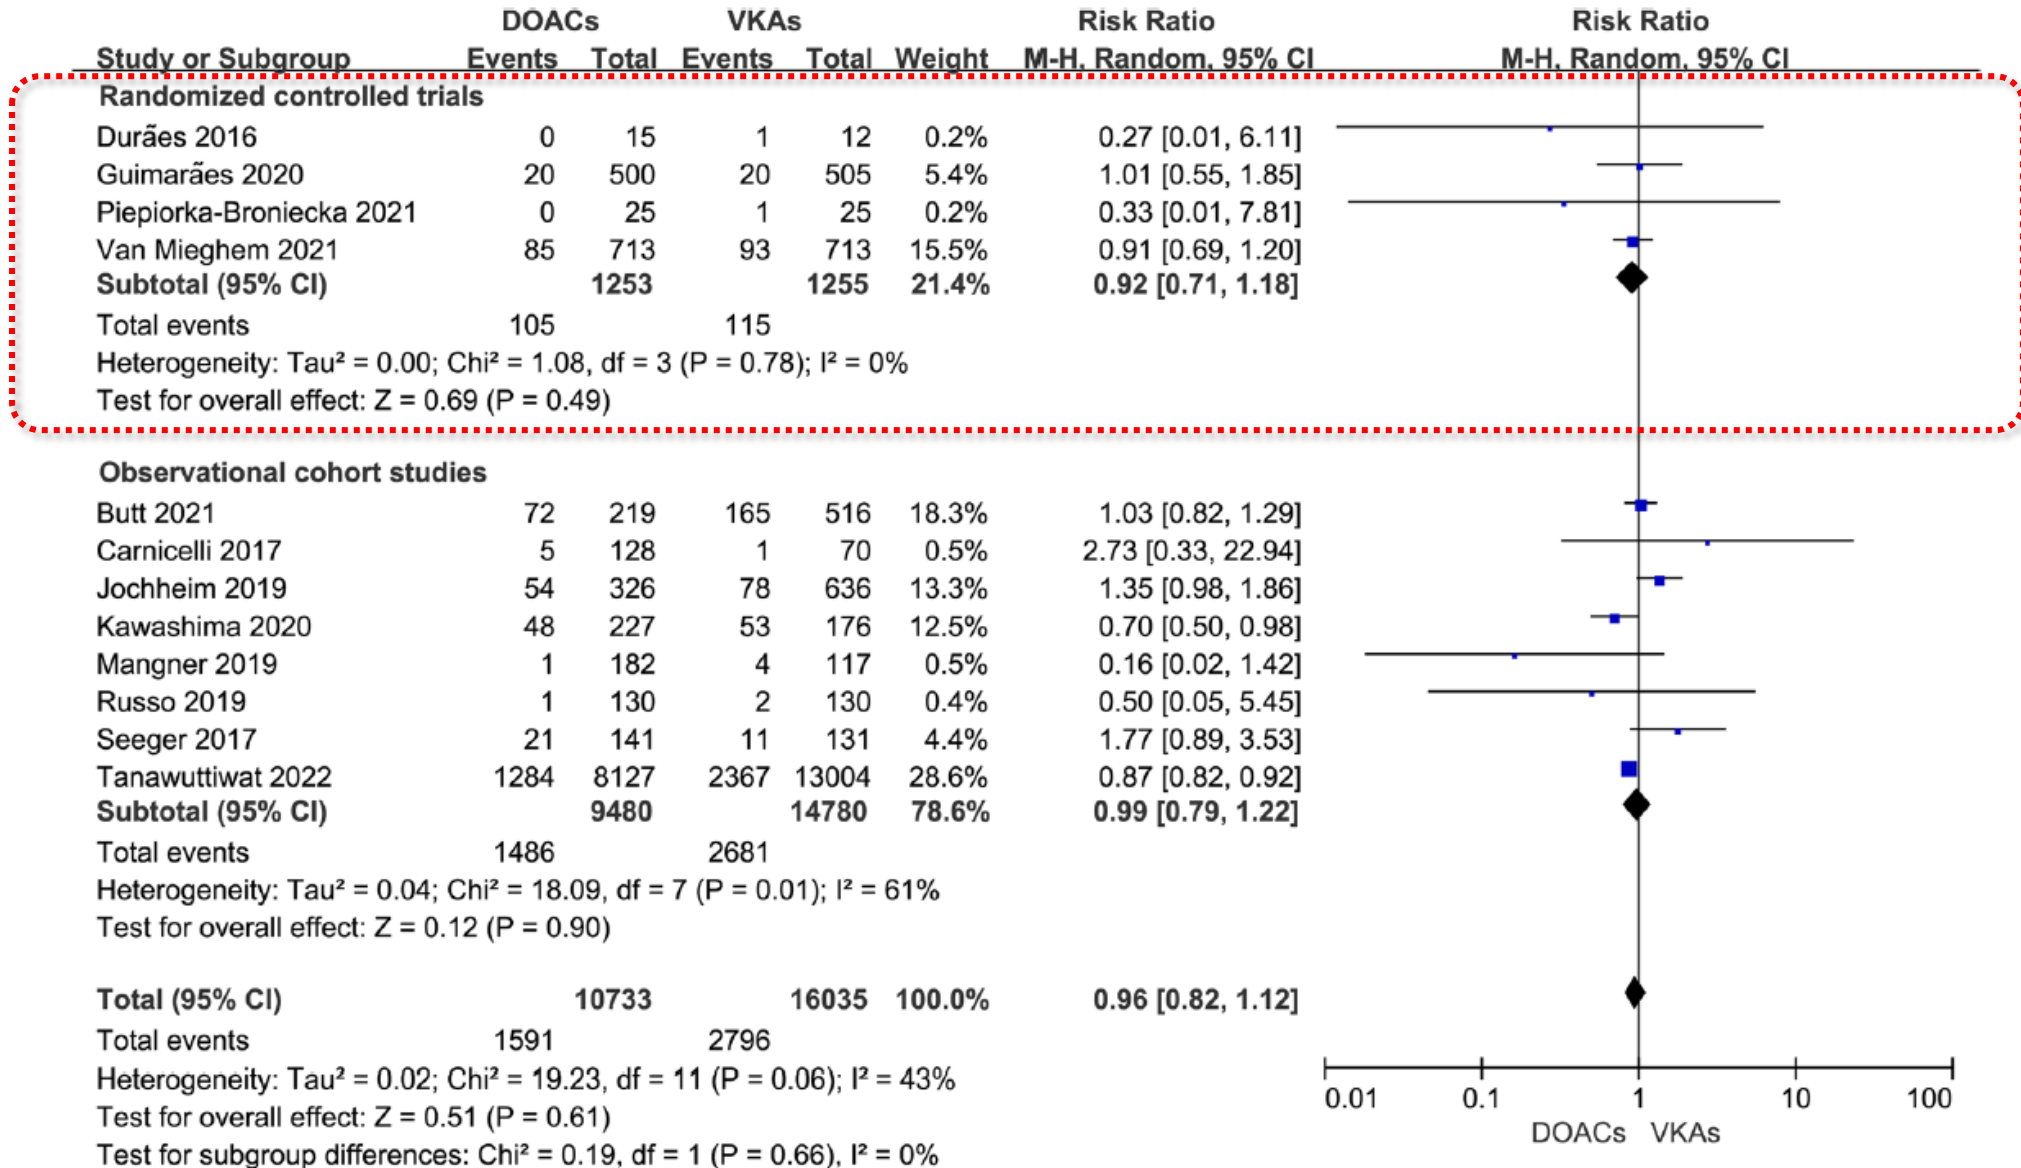 DOACs VKAs Risk Ratio Risk Ratio
Study or Subgroup Events Total Events Total Weight M-H, Random, 95% CI M-H, Random, 95% CI
Randomized controlled trials
Durães 2016 0 15 1 12 0.2% 0.27 [0.01, 6.11]
Guimarães 2020 20 500 20 505 5.4% 1.01 [0.55, 1.85]
Piepiorka-Broniecka 2021 0 25 1 25 0.2% 0.33 [0.01, 7.81]
Van Mieghem 2021 85 713 93 713 15.5% 0.91 [0.69, 1.20]
Subtotal (95% CI) 1253 1255 21.4% 0.92 [0.71, 1.18]
Total events 105 115
Heterogeneity: Tau² = 0.00; Chi² = 1.08, df = 3 (P = 0.78); I² = 0%
Test for overall effect: Z = 0.69 (P = 0.49)
Observational cohort studies
Butt 2021 72 219 165 516 18.3% 1.03 [0.82, 1.29]
Carnicelli 2017 5 128 1 70 0.5% 2.73 [0.33, 22.94]
Jochheim 2019 54 326 78 636 13.3% 1.35 [0.98, 1.86]
Kawashima 2020 48 227 53 176 12.5% 0.70 [0.50, 0.98]
Mangner 2019 1 182 4 117 0.5% 0.16 [0.02, 1.42]
Russo 2019 1 130 2 130 0.4% 0.50 [0.05, 5.45]
Seeger 2017 21 141 11 131 4.4% 1.77 [0.89, 3.53]
Tanawuttiwat 2022 1284 8127 2367 13004 28.6% 0.87 [0.82, 0.92]
Subtotal (95% CI) 9480 14780 78.6% 0.99 [0.79, 1.22]
Total events 1486 2681
Heterogeneity: Tau² = 0.04; Chi² = 18.09, df = 7 (P = 0.01); I² = 61%
Test for overall effect: Z = 0.12 (P = 0.90)
Total (95% CI) 10733 16035 100.0% 0.96 [0.82, 1.12]
Total events 1591 2796
Heterogeneity: Tau² = 0.02; Chi² = 19.23, df = 11 (P = 0.06); I² = 43%
Test for overall effect: Z = 0.51 (P = 0.61)
Test for subgroup differences: Chi² = 0.19, df = 1 (P = 0.66), I² = 0%
0.01 0.1 1 10 100
DOACs VKAs